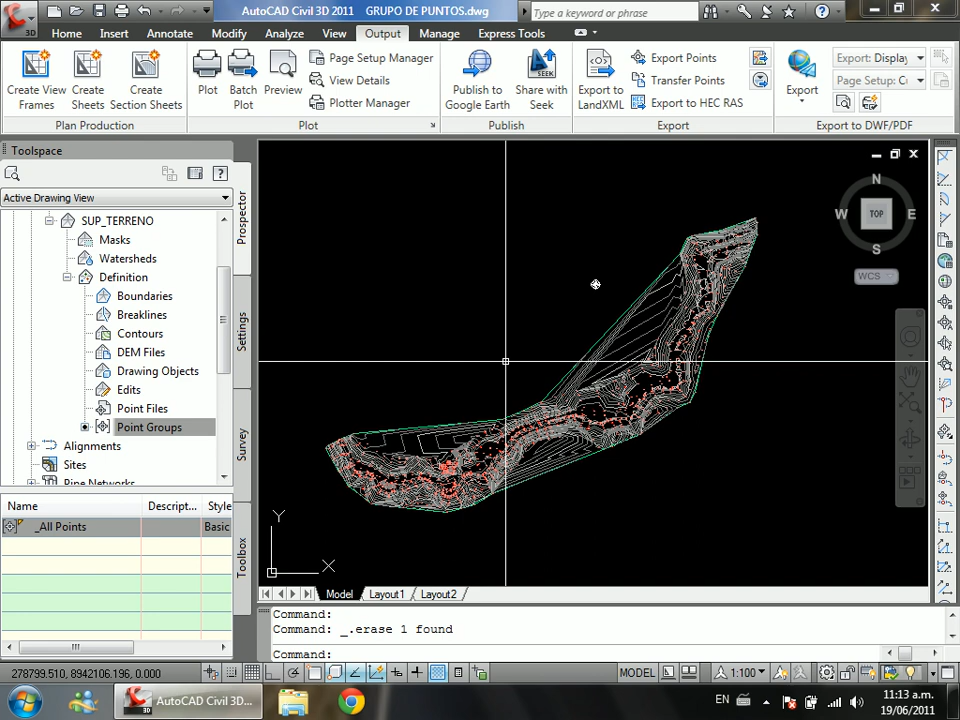 AutoCAD Civil 3D 2011 GRUPO DE PUNTOS.dwg
Type a keyword or phrase
3D
Home Insert Annotate Modify Analyze View Output Manage Express Tools
Create View Frames
Create Sheets
Create Section Sheets
Plan Production
Plot
Batch Plot
Preview
Page Setup Manager
View Details
Plotter Manager
Plot
Publish to Google Earth
SEEK
Share with Seek
Publish
Export to LandXML
Export Points
Transfer Points
Export to HEC RAS
Export
Export
Export: Display
Page Setup: C
Export to DWF/PDF
Toolspace
Active Drawing View
SUP_TERRENO
Masks
Watersheds
Definition
Boundaries
Breaklines
Contours
DEM Files
Drawing Objects
Edits
Point Files
Point Groups
Alignments
Sites
Pipe Networks
Prospector
Settings
Survey
Toolbox
Name Descript... Style
_All Points Basic
N
W TOP E
S
WCS
Y
X
Model Layout1 Layout2
Command:
Command: _.erase 1 found
Command:
278799.510, 8942106.196, 0.000
MODEL
1:100
AutoCAD Civil 3D...
EN
11:13 a.m.
19/06/2011